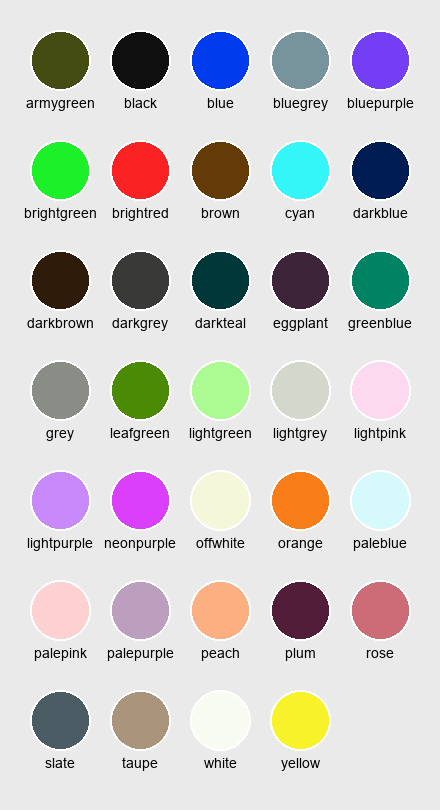 armygreen black blue bluegrey bluepurple
brightgreen brightred brown cyan darkblue
darkbrown darkgrey darkteal eggplant greenblue
grey leafgreen lightgreen lightgrey lightpink
lightpurple neonpurple offwhite orange paleblue
palepink palepurple peach plum rose
slate taupe white yellow